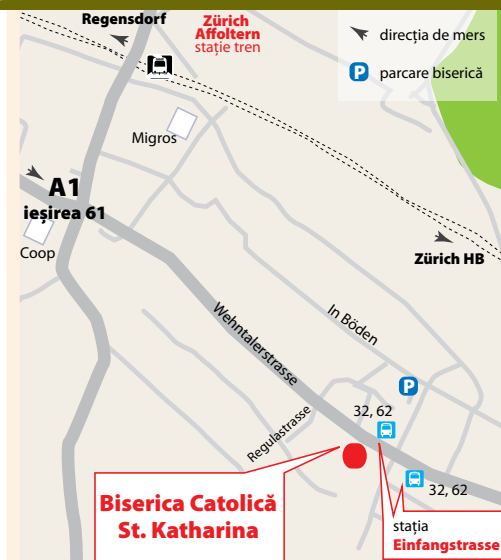 Regensdorf
Zürich
Affoltern
stație tren
direcția de mers
P parcare biserică
Migros
A1
ieșirea 61
Coop
Zürich HB
In Böden
Wehntalerstrasse
P
32, 62
Regulastrasse
32, 62
Biserica Catolică
St. Katharina
stația
Einfangstrasse